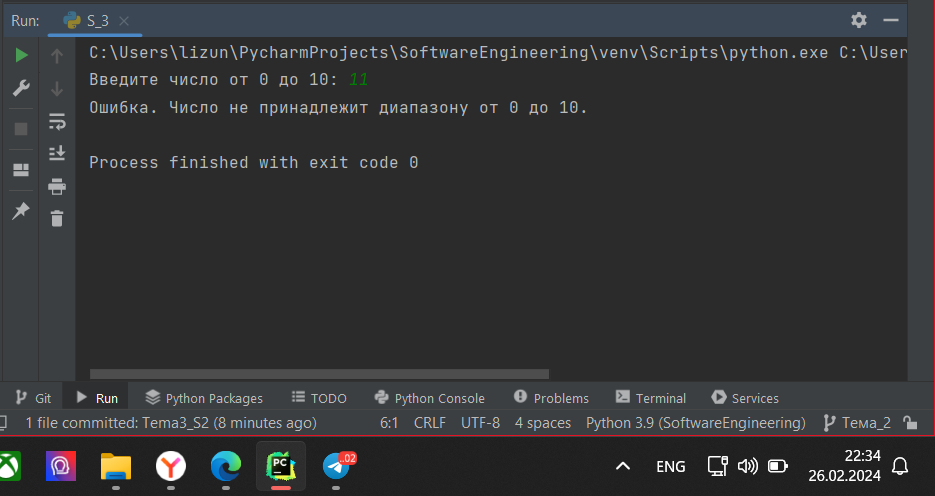 Run: S_3
C:\Users\lizun\PycharmProjects\SoftwareEngineering\venv\Scripts\python.exe C:\User
Введите число от 0 до 10: 11
Ошибка. Число не принадлежит диапазону от 0 до 10.
Process finished with exit code 0
Git Run Python Packages TODO Python Console Problems Terminal Services
1 file committed: Tema3_S2 (8 minutes ago) 6:1 CRLF UTF-8 4 spaces Python 3.9 (SoftwareEngineering) Тема_2
PC .02 ENG 22:34
26.02.2024